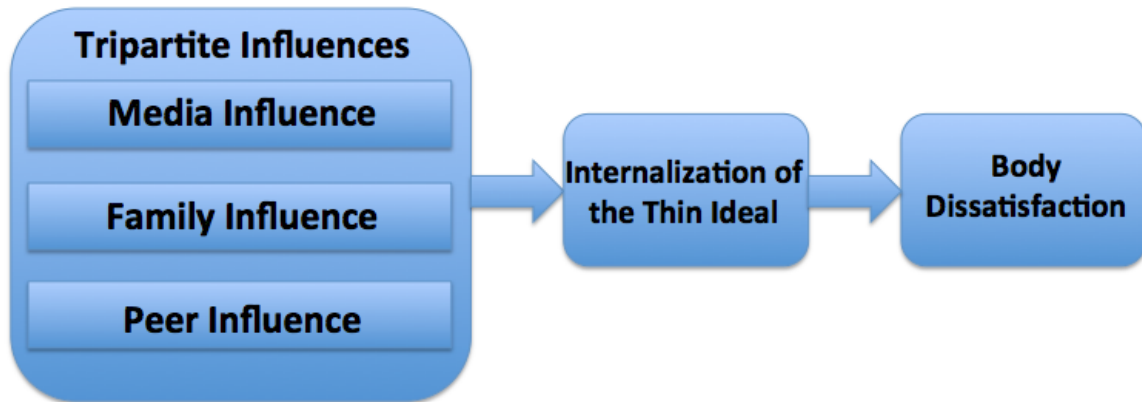 Tripartite Influences
Media Influence
Family Influence
Peer Influence
Internalization of
the Thin Ideal
Body
Dissatisfaction